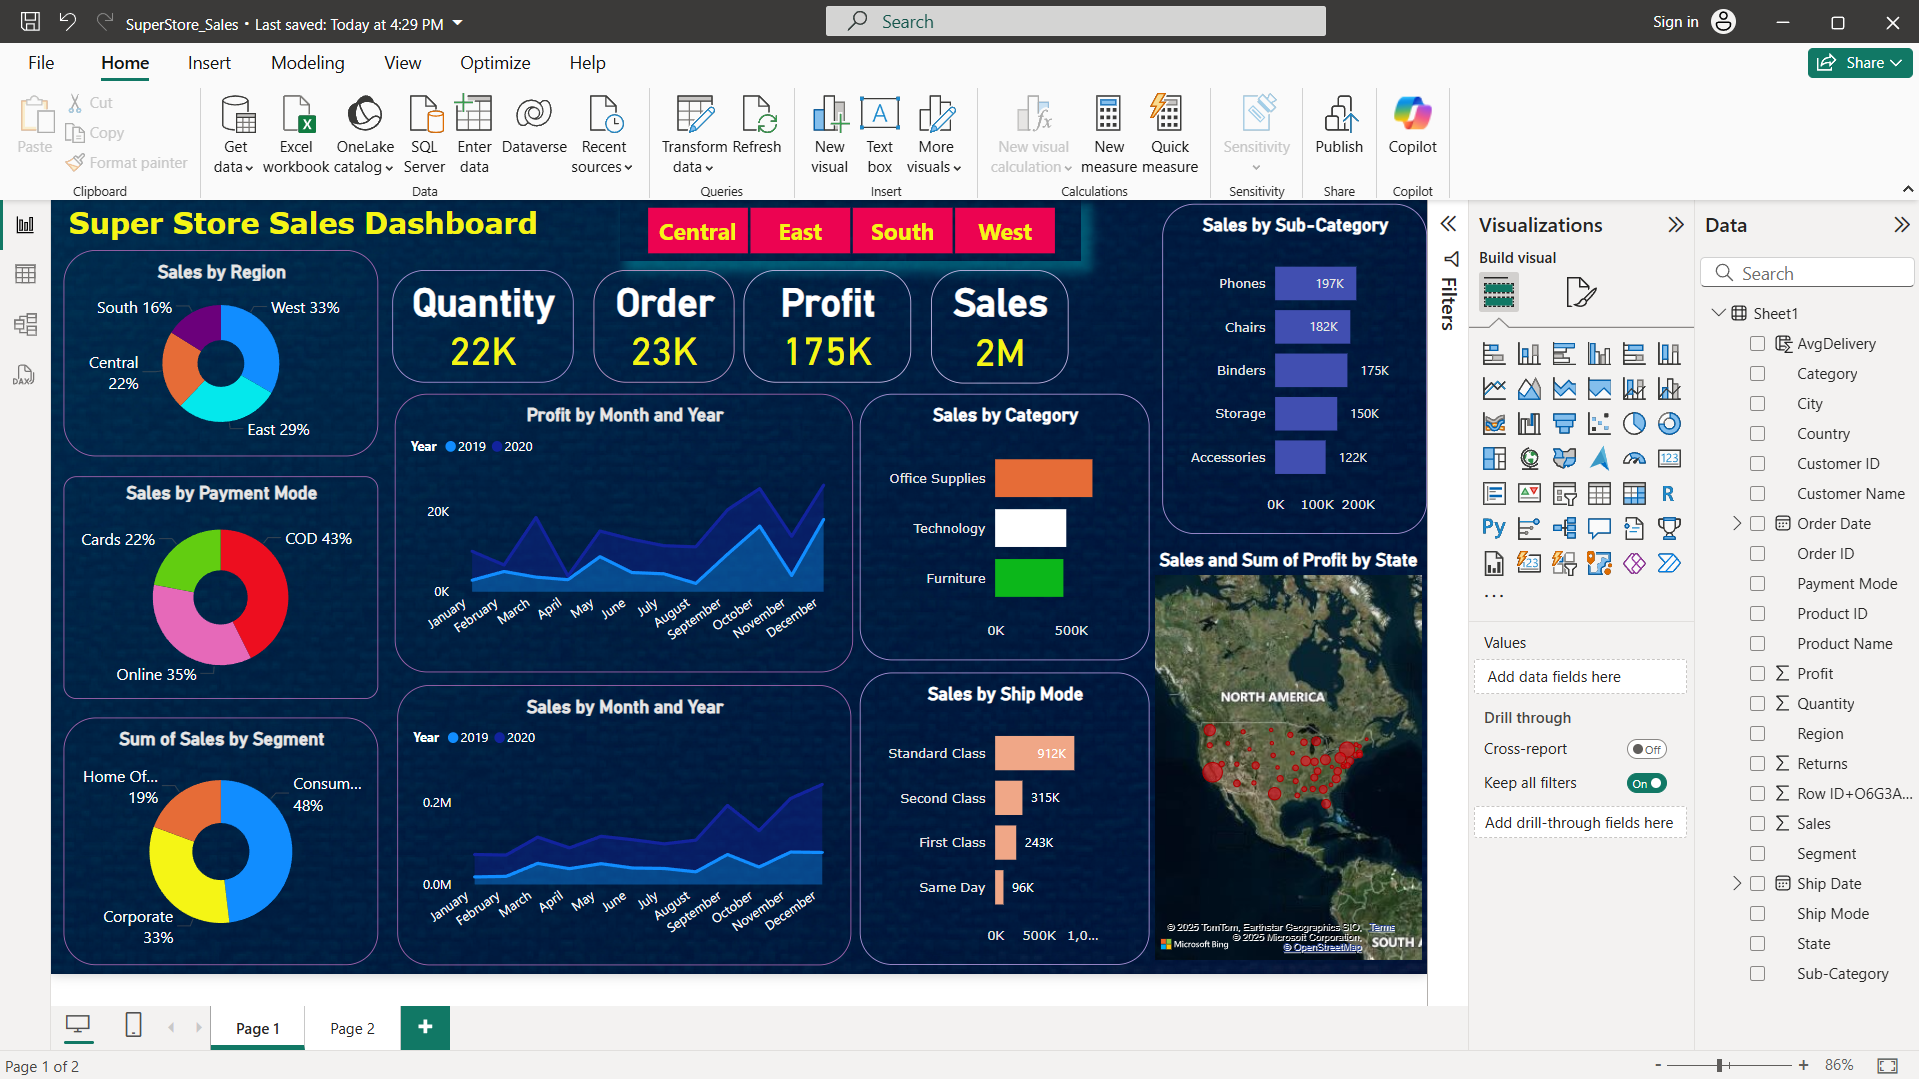 SuperStore_Sales • Last saved: Today at 4:29 PM
Search
Sign in
File
Home
Insert
Modeling
View
Optimize
Help
Share
Paste
Cut
Copy
Format painter
Clipboard
Get data
Excel workbook
OneLake catalog
SQL Server
Enter data
Dataverse
Recent sources
Data
Transform data
Refresh
Queries
New visual
Text box
More visuals
Insert
New visual calculation
New measure
Quick measure
Calculations
Sensitivity
Sensitivity
Publish
Share
Copilot
Copilot
Super Store Sales Dashboard
Central
East
South
West
Sales by Region
South 16%
West 33%
Central
22%
East 29%
Quantity
22K
Order
23K
Profit
175K
Sales
2M
Sales by Sub-Category
Phones
197K
Chairs
182K
Binders
175K
Storage
150K
Accessories
122K
0K
100K
200K
Sales by Payment Mode
Cards 22%
COD 43%
Online 35%
Profit by Month and Year
Year 2019 2020
20K
0K
January
February
March
April
May
June
July
August
September
October
November
December
Sales by Category
Office Supplies
Technology
Furniture
0K
500K
Sales and Sum of Profit by State
NORTH AMERICA
© 2025 TomTom, Earthstar Geographics SIO,
© 2025 Microsoft Corporation,
© OpenStreetMap
Terms
Microsoft Bing
SOUTH A
Sum of Sales by Segment
Home Of...
19%
Consum...
48%
Corporate
33%
Sales by Month and Year
Year 2019 2020
0.2M
0.0M
January
February
March
April
May
June
July
August
September
October
November
December
Sales by Ship Mode
Standard Class
912K
Second Class
315K
First Class
243K
Same Day
96K
0K
500K
1,0...
Filters
Visualizations
Build visual
123
R
Py
123
...
Values
Add data fields here
Drill through
Cross-report
Off
Keep all filters
On
Add drill-through fields here
Data
Search
Sheet1
AvgDelivery
Category
City
Country
Customer ID
Customer Name
Order Date
Order ID
Payment Mode
Product ID
Product Name
Profit
Quantity
Region
Returns
Row ID+O6G3A...
Sales
Segment
Ship Date
Ship Mode
State
Sub-Category
DAX
Page 1
Page 2
+
Page 1 of 2
- + 86%